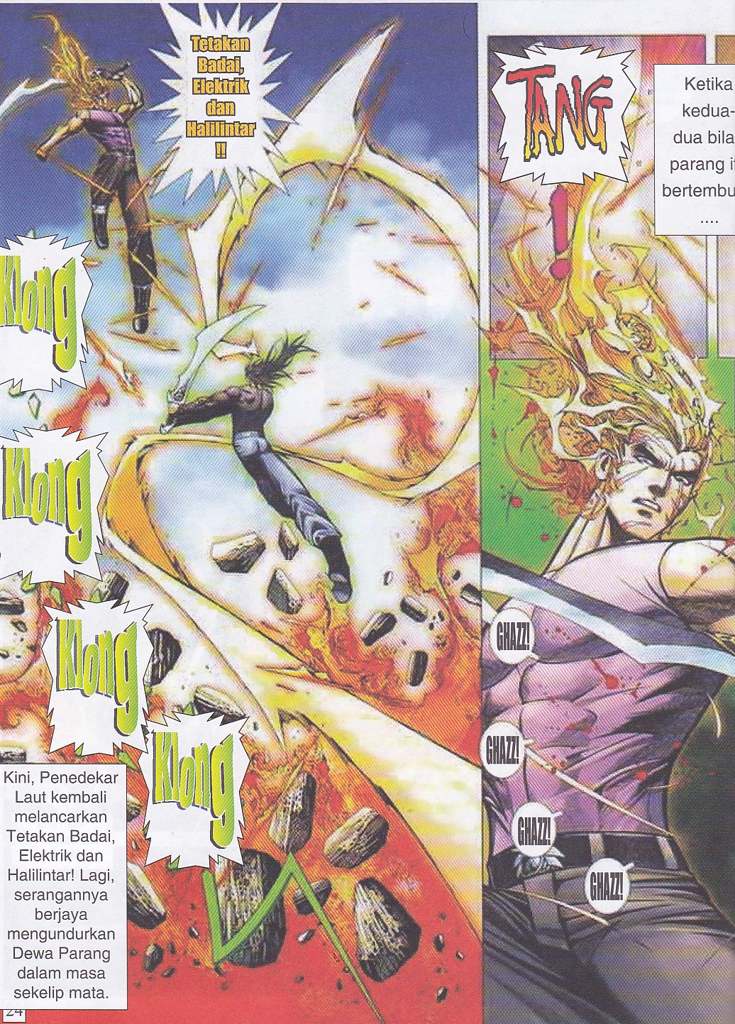 Tetakan
Badai,
Elektrik
dan
Halilintar
!!
Klong
Klong
Klong
Klong
Kini, Penedekar
Laut kembali
melancarkan
Tetakan Badai,
Elektrik dan
Halilintar! Lagi,
serangannya
berjaya
mengundurkan
Dewa Parang
dalam masa
sekelip mata.
24
TANG
!
Ketika
kedua-
dua bila
parang it
bertembu
....
GHAZZ!
GHAZZ!
GHAZZ!
GHAZZ!